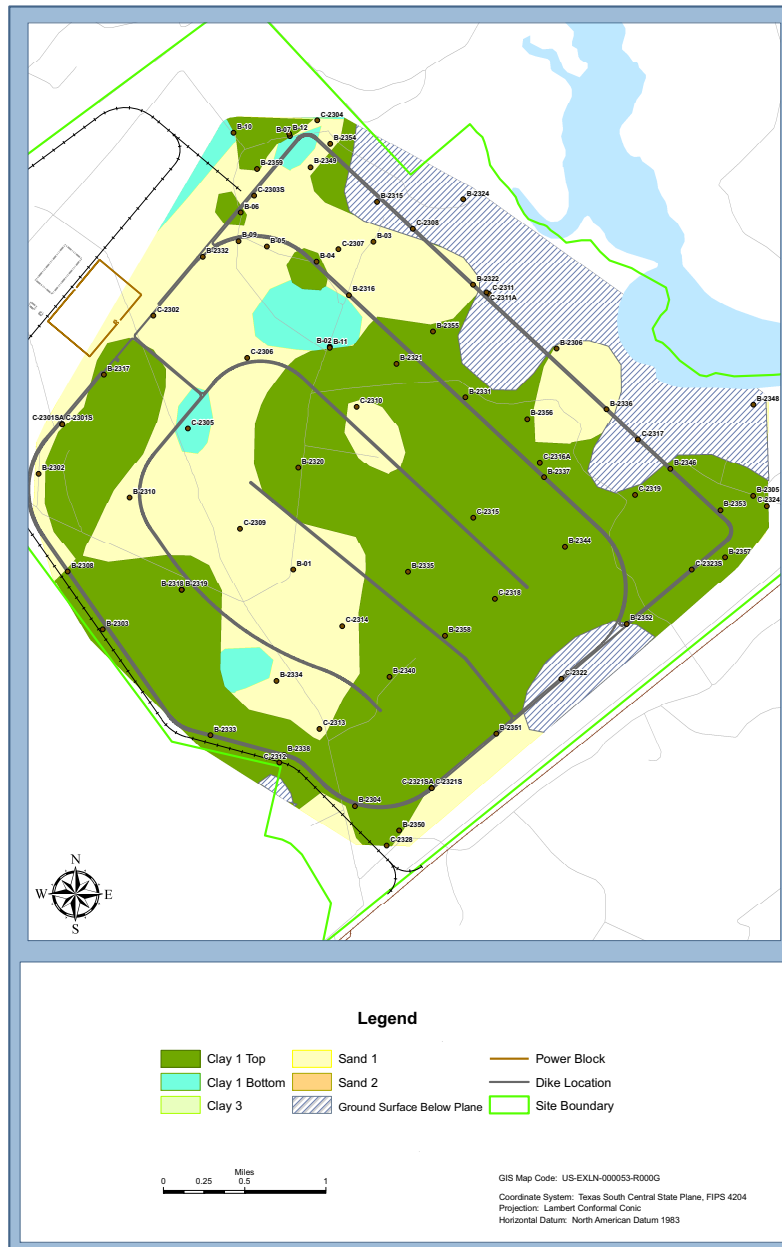 C-2304
B-10
B-12
B-07
B-2354
B-2359
B-2349
C-2303S
B-2315
B-2324
B-06
C-2308
B-09
B-05
C-2307
B-03
B-2332
B-04
B-2322
C-2311
C-2311A
B-2316
C-2302
B-2355
B-02
B-11
B-2306
C-2306
B-2321
B-2317
B-2331
B-2348
C-2310
B-2336
B-2356
C-2301SA
C-2301S
C-2305
C-2317
C-2316A
B-2302
B-2320
B-2337
B-2346
B-2310
C-2319
B-2305
C-2324
B-2353
C-2315
C-2309
B-2344
B-2357
B-2308
B-01
B-2335
C-2323S
B-2318
B-2319
C-2318
B-2303
C-2314
B-2358
B-2352
B-2334
B-2340
C-2322
C-2313
B-2333
B-2351
B-2338
C-2312
C-2321SA
C-2321S
B-2304
B-2350
C-2328
N
W E
S
Legend
Clay 1 Top
Sand 1
Power Block
Clay 1 Bottom
Sand 2
Dike Location
Clay 3
Ground Surface Below Plane
Site Boundary
Miles
0 0.25 0.5 1
GIS Map Code: US-EXLN-000053-R000G
Coordinate System: Texas South Central State Plane, FIPS 4204
Projection: Lambert Conformal Conic
Horizontal Datum: North American Datum 1983